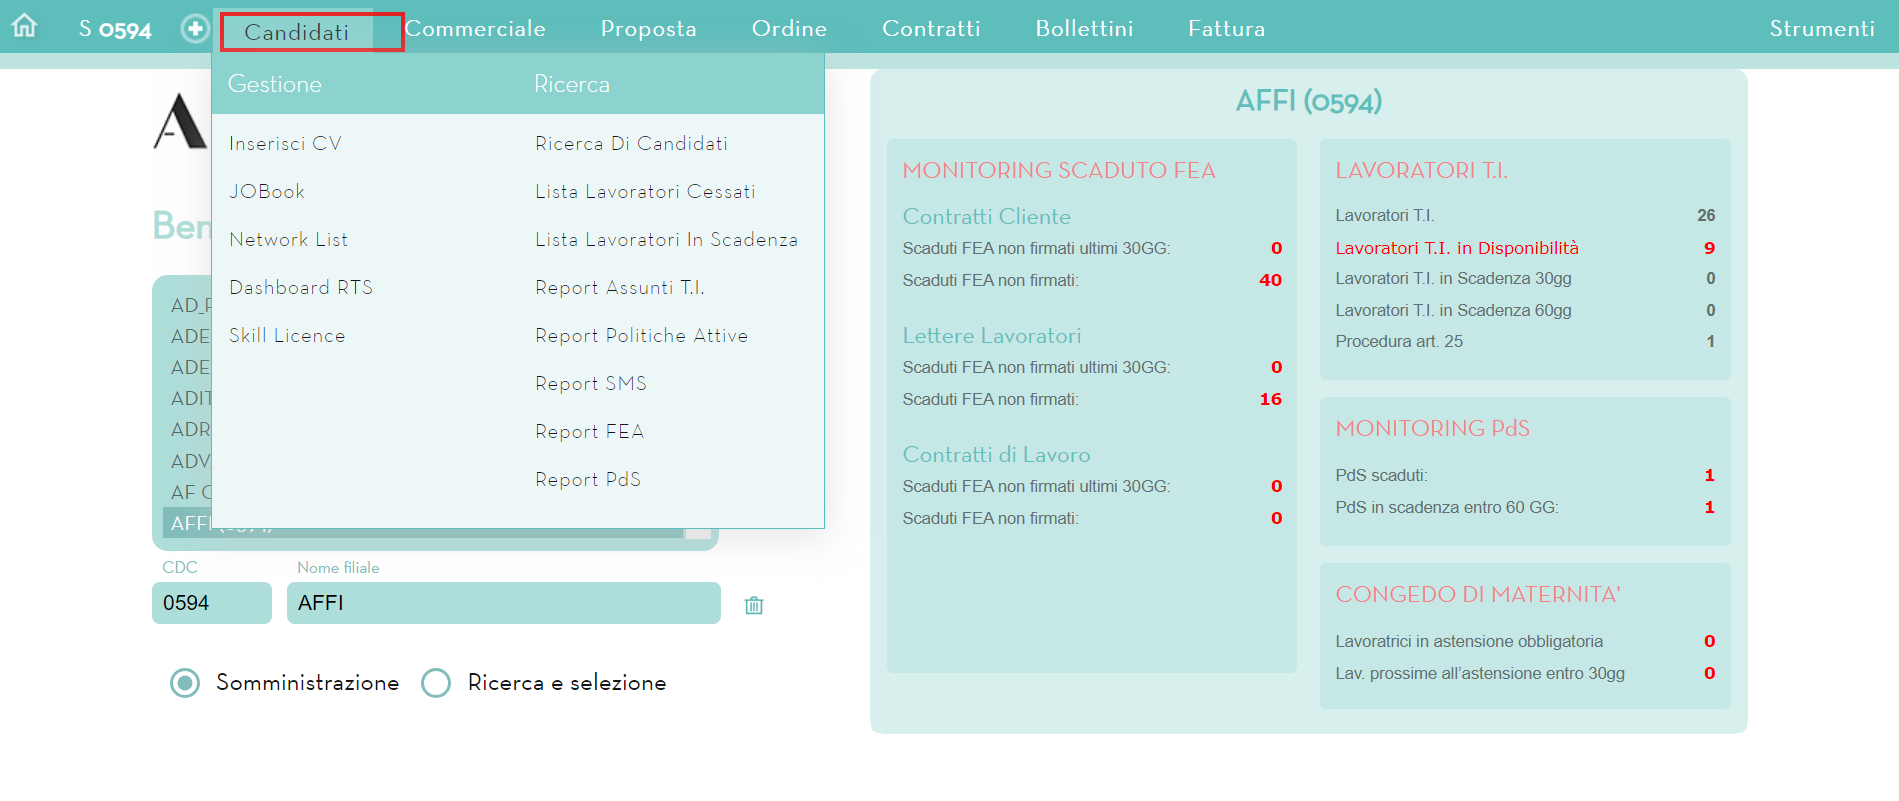 S 0594
Candidati
Commerciale
Proposta
Ordine
Contratti
Bollettini
Fattura
Strumenti
Gestione
Inserisci CV
JOBook
Network List
Dashboard RTS
Skill Licence
Ricerca
Ricerca Di Candidati
Lista Lavoratori Cessati
Lista Lavoratori In Scadenza
Report Assunti T.I.
Report Politiche Attive
Report SMS
Report FEA
Report PdS
A
Ben
AD_
ADE
ADE
ADIT
ADR
ADV
AF
AFFI (0594)
CDC
0594
Nome filiale
AFFI
Somministrazione
Ricerca e selezione
AFFI (0594)
MONITORING SCADUTO FEA
Contratti Cliente
Scaduti FEA non firmati ultimi 30GG: 0
Scaduti FEA non firmati: 40
Lettere Lavoratori
Scaduti FEA non firmati ultimi 30GG: 0
Scaduti FEA non firmati: 16
Contratti di Lavoro
Scaduti FEA non firmati ultimi 30GG: 0
Scaduti FEA non firmati: 0
LAVORATORI T.I.
Lavoratori T.I. 26
Lavoratori T.I. in Disponibilità 9
Lavoratori T.I. in Scadenza 30gg 0
Lavoratori T.I. in Scadenza 60gg 0
Procedura art. 25 1
MONITORING PdS
PdS scaduti: 1
PdS in scadenza entro 60 GG: 1
CONGEDO DI MATERNITA'
Lavoratrici in astensione obbligatoria 0
Lav. prossime all'astensione entro 30gg 0